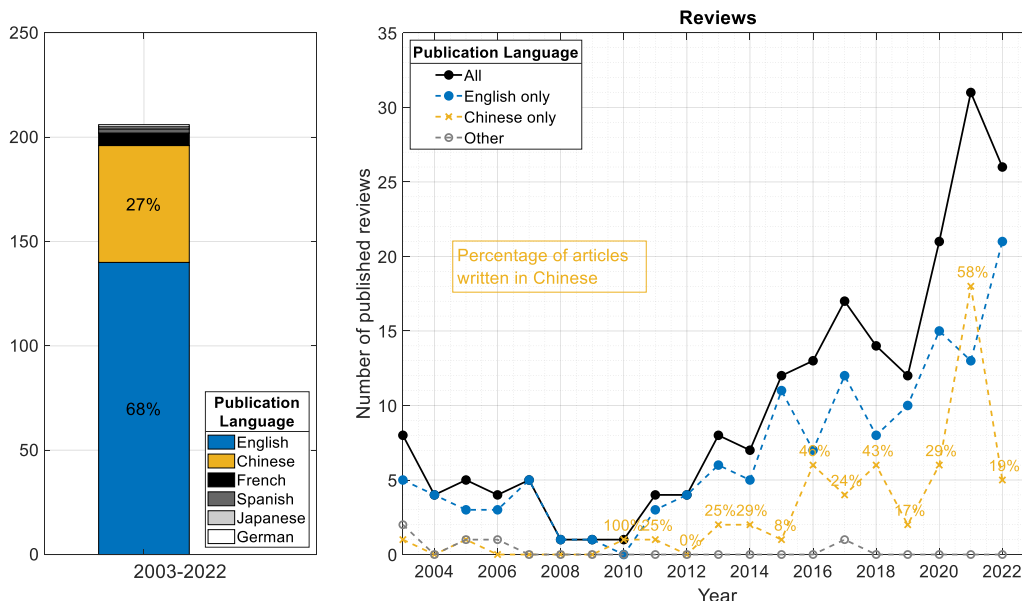 250
200
150
100
50
0
27%
68%
Publication
Language
English
Chinese
French
Spanish
Japanese
German
2003-2022
Reviews
Publication Language
All
English only
Chinese only
Other
Percentage of articles
written in Chinese
Number of published reviews
35
30
25
20
15
10
5
0
100%
25%
0%
25%
29%
8%
46%
24%
43%
17%
29%
58%
19%
2004
2006
2008
2010
2012
2014
2016
2018
2020
2022
Year